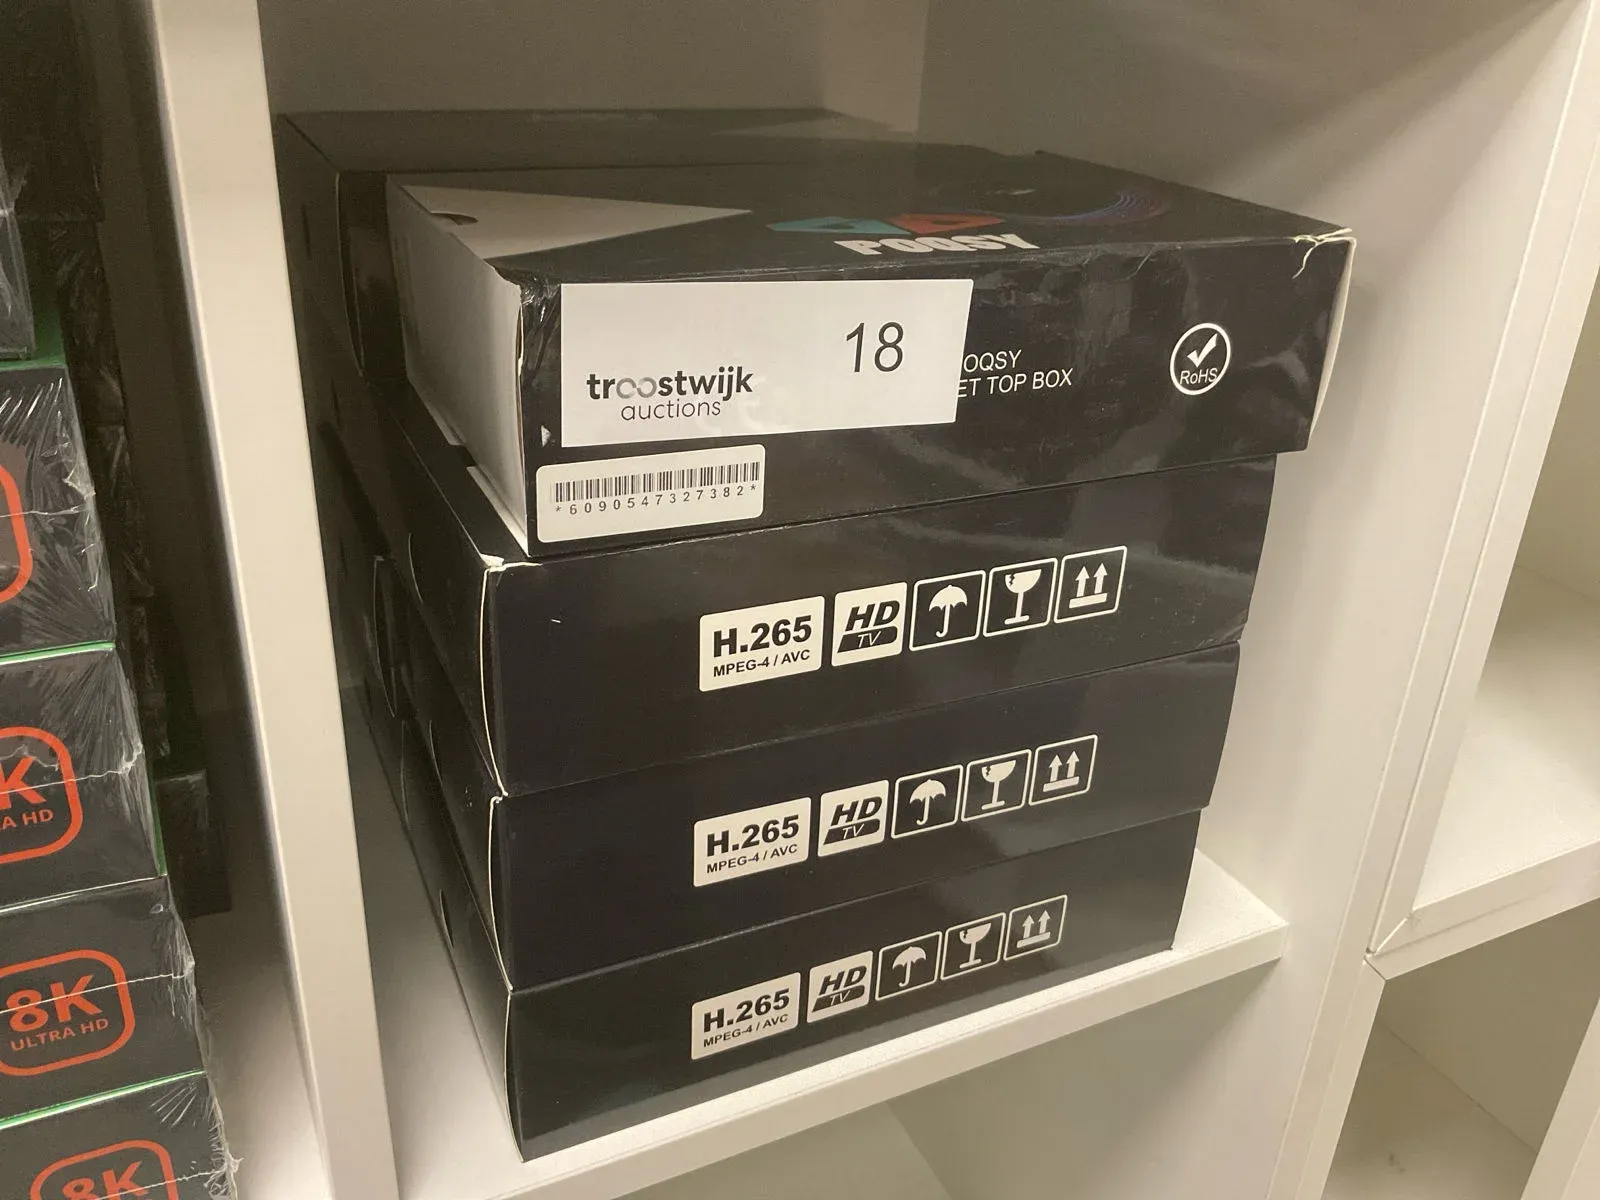 POOSY
18
troostwijk
auctions
OQSY
ET TOP BOX
RoHS
*6090547327382*
H.265
MPEG-4 / AVC
HD
TV
H.265
MPEG-4 / AVC
HD
TV
H.265
MPEG-4 / AVC
HD
TV
K
A HD
8K
ULTRA HD
8K